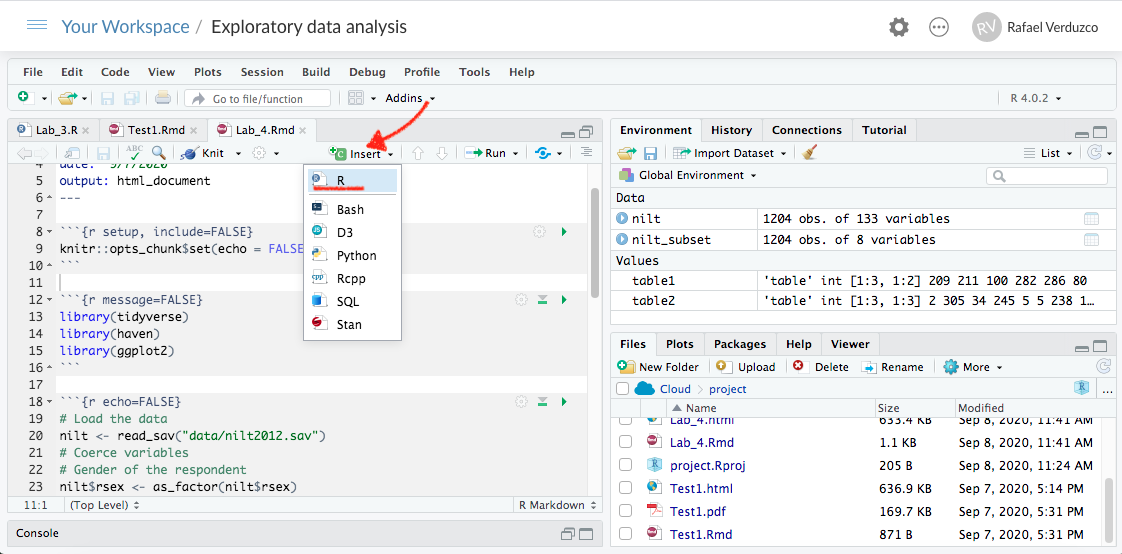 Your Workspace / Exploratory data analysis
RV Rafael Verduzco
File Edit Code View Plots Session Build Debug Profile Tools Help
Go to file/function Addins R 4.0.2
Lab_3.R Test1.Rmd Lab_4.Rmd
ABC Knit Insert Run
4 date: "9/7/2020"
5 output: html_document
6 ---
7
8 ```{r setup, include=FALSE}
9 knitr::opts_chunk$set(echo = FALSE
10 ```
11
12 ```{r message=FALSE}
13 library(tidyverse)
14 library(haven)
15 library(ggplot2)
16 ```
17
18 ```{r echo=FALSE}
19 # Load the data
20 nilt <- read_sav("data/nilt2012.sav")
21 # Coerce variables
22 # Gender of the respondent
23 nilt$rsex <- as_factor(nilt$rsex)
11:1 (Top Level) R Markdown
Console
R
Bash
D3
Python
Rcpp
SQL
Stan
Environment History Connections Tutorial
Import Dataset List
Global Environment
Data
nilt 1204 obs. of 133 variables
nilt_subset 1204 obs. of 8 variables
Values
table1 'table' int [1:3, 1:2] 209 211 100 282 286 80
table2 'table' int [1:3, 1:3] 2 305 34 245 5 5 238 1…
Files Plots Packages Help Viewer
New Folder Upload Delete Rename More
Cloud project ...
Name Size Modified
Lab_4.html 633.4 KB Sep 8, 2020, 11:41 AM
Lab_4.Rmd 1.1 KB Sep 8, 2020, 11:41 AM
project.Rproj 205 B Sep 8, 2020, 11:24 AM
Test1.html 636.9 KB Sep 7, 2020, 5:14 PM
Test1.pdf 169.7 KB Sep 7, 2020, 5:31 PM
Test1.Rmd 871 B Sep 7, 2020, 5:31 PM